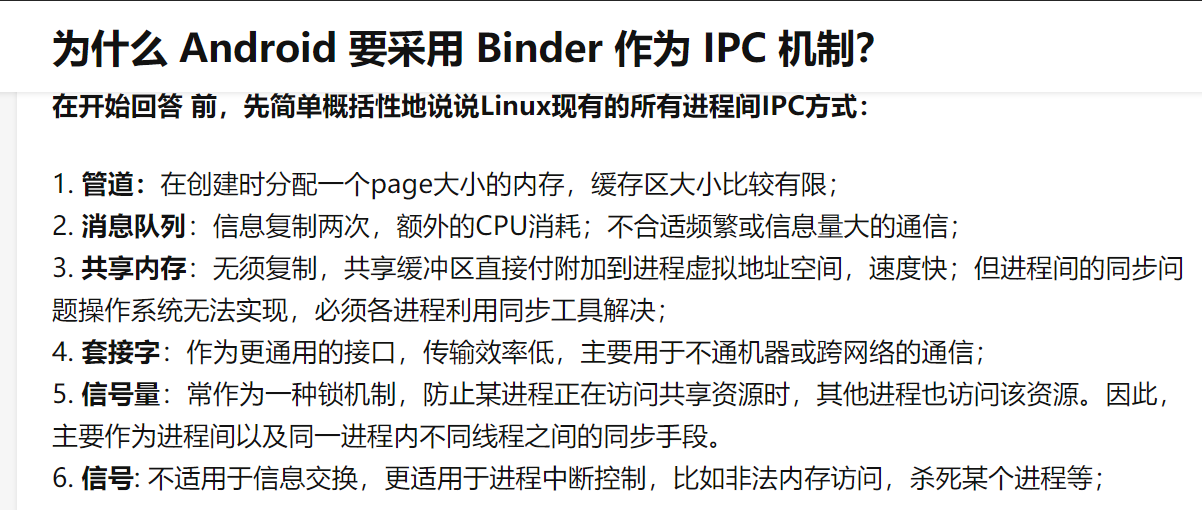 为什么 Android 要采用 Binder 作为 IPC 机制？
在开始回答 前，先简单概括性地说说Linux现有的所有进程间IPC方式：
1. 管道：在创建时分配一个page大小的内存，缓存区大小比较有限；
2. 消息队列：信息复制两次，额外的CPU消耗；不合适频繁或信息量大的通信；
3. 共享内存：无须复制，共享缓冲区直接付附加到进程虚拟地址空间，速度快；但进程间的同步问
题操作系统无法实现，必须各进程利用同步工具解决；
4. 套接字：作为更通用的接口，传输效率低，主要用于不通机器或跨网络的通信；
5. 信号量：常作为一种锁机制，防止某进程正在访问共享资源时，其他进程也访问该资源。因此，
主要作为进程间以及同一进程内不同线程之间的同步手段。
6. 信号: 不适用于信息交换，更适用于进程中断控制，比如非法内存访问，杀死某个进程等；